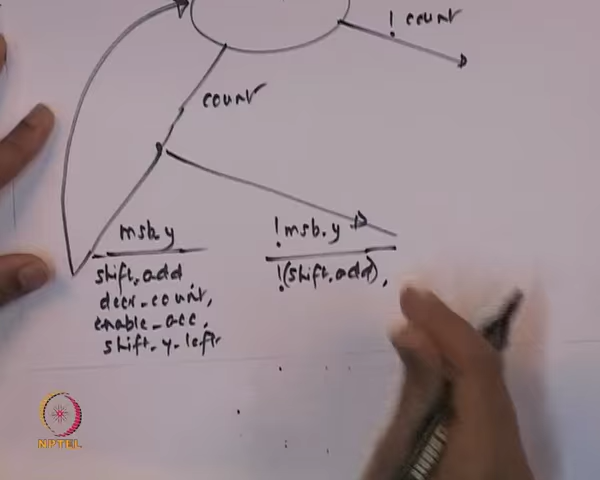 ! count
count
msb.y
shift.add
decr-count,
enable-acc,
shift-y-left
!msb.y
!(shift.add),
NPTEL